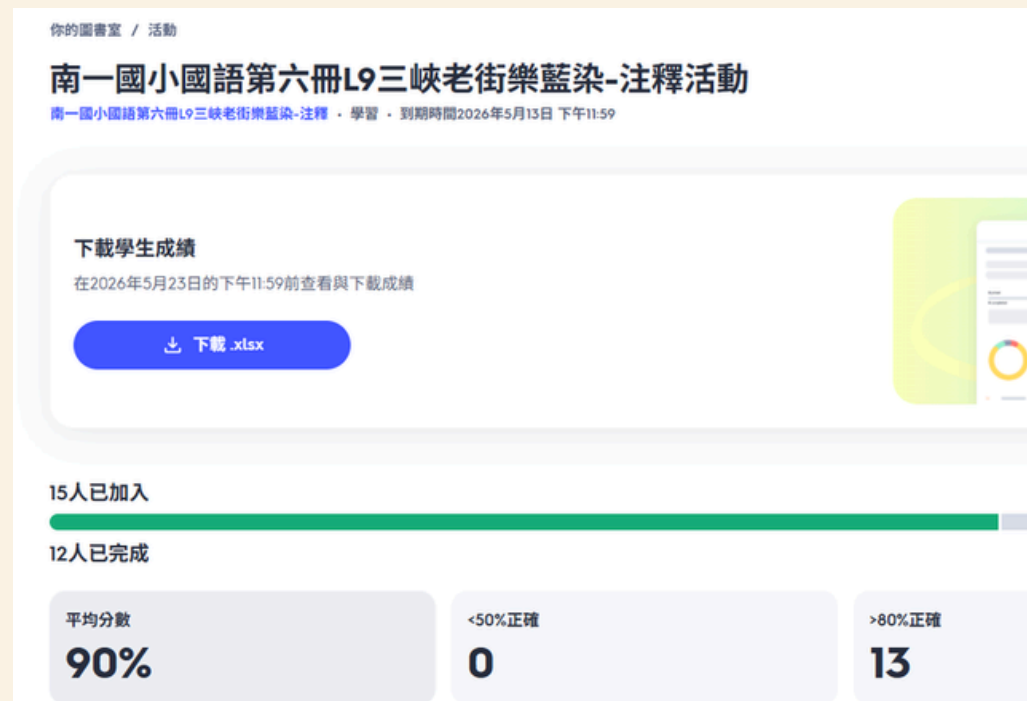 你的圖書室 / 活動
南一國小國語第六冊L9三峽老街樂藍染-注釋活動
南一國小國語第六冊L9三峽老街樂藍染-注釋 · 學習 · 到期時間2026年5月13日 下午11:59
下載學生成績
在2026年5月23日的下午11:59前查看與下載成績
下載 .xlsx
15人已加入
12人已完成
平均分數 <50%正確 >80%正確
90% 0 13